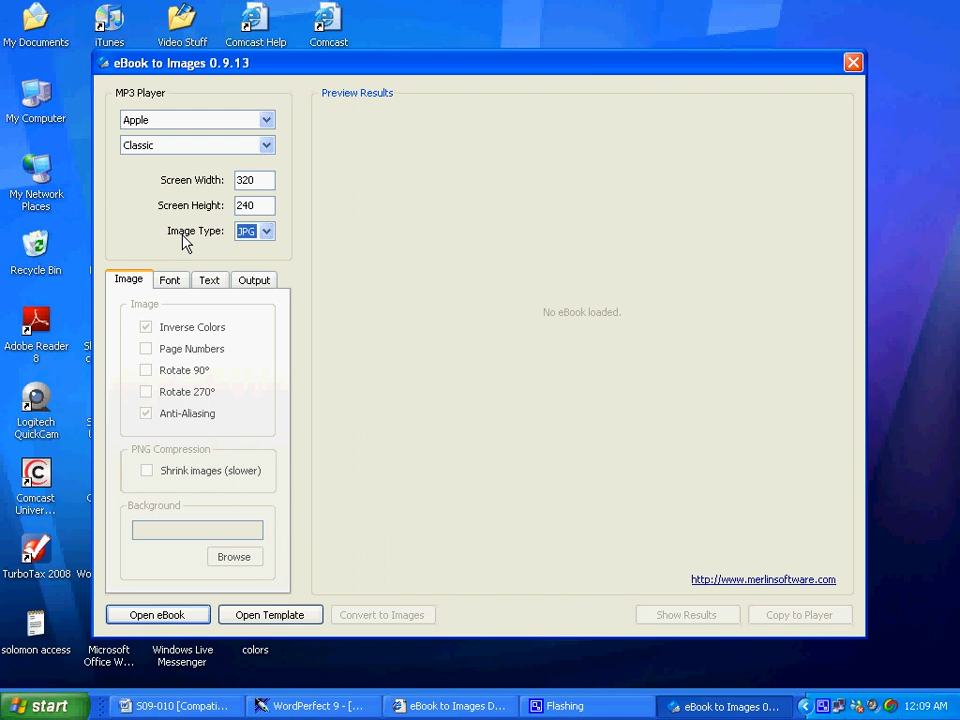 My Documents
iTunes
Video Stuff
Comcast Help
Comcast
eBook to Images 0.9.13
MP3 Player
Apple
Classic
Screen Width: 320
Screen Height: 240
Image Type: JPG
Image
Font
Text
Output
Image
Inverse Colors
Page Numbers
Rotate 90°
Rotate 270°
Anti-Aliasing
PNG Compression
Shrink images (slower)
Background
Browse
Preview Results
No eBook loaded.
http://www.merlinsoftware.com
Open eBook
Open Template
Convert to Images
Show Results
Copy to Player
My Computer
My Network
Places
Recycle Bin
Adobe Reader
8
Logitech
QuickCam
Comcast
Univer...
TurboTax 2008
Wo
solomon access
Microsoft
Office W...
Windows Live
Messenger
colors
start
S09-010 [Compati...
WordPerfect 9 - [...
eBook to Images D...
Flashing
eBook to Images 0...
12:09 AM